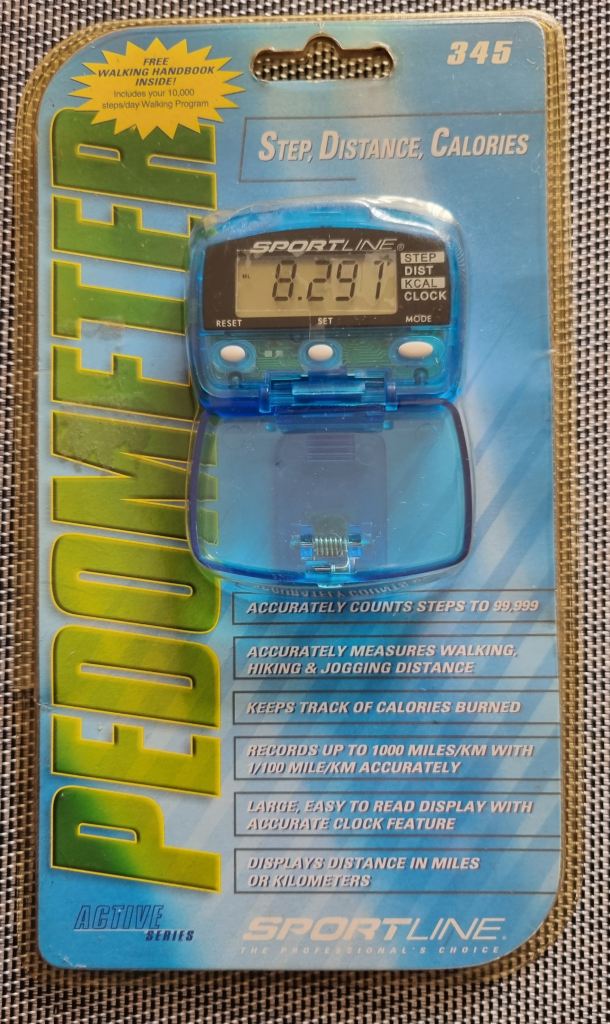 FREE
WALKING HANDBOOK
INSIDE!
Includes your 10,000
steps/day Walking Program
345
STEP, DISTANCE, CALORIES
PEDOMETER
SPORTLINE®
ML
8.291
STEP
DIST
KCAL
CLOCK
RESET SET MODE
ACCURATELY COUNTS STEPS TO 99,999
ACCURATELY MEASURES WALKING,
HIKING & JOGGING DISTANCE
KEEPS TRACK OF CALORIES BURNED
RECORDS UP TO 1000 MILES/KM WITH
1/100 MILE/KM ACCURATELY
LARGE, EASY TO READ DISPLAY WITH
ACCURATE CLOCK FEATURE
DISPLAYS DISTANCE IN MILES
OR KILOMETERS
ACTIVE
SERIES
SPORTLINE®
THE PROFESSIONAL'S CHOICE